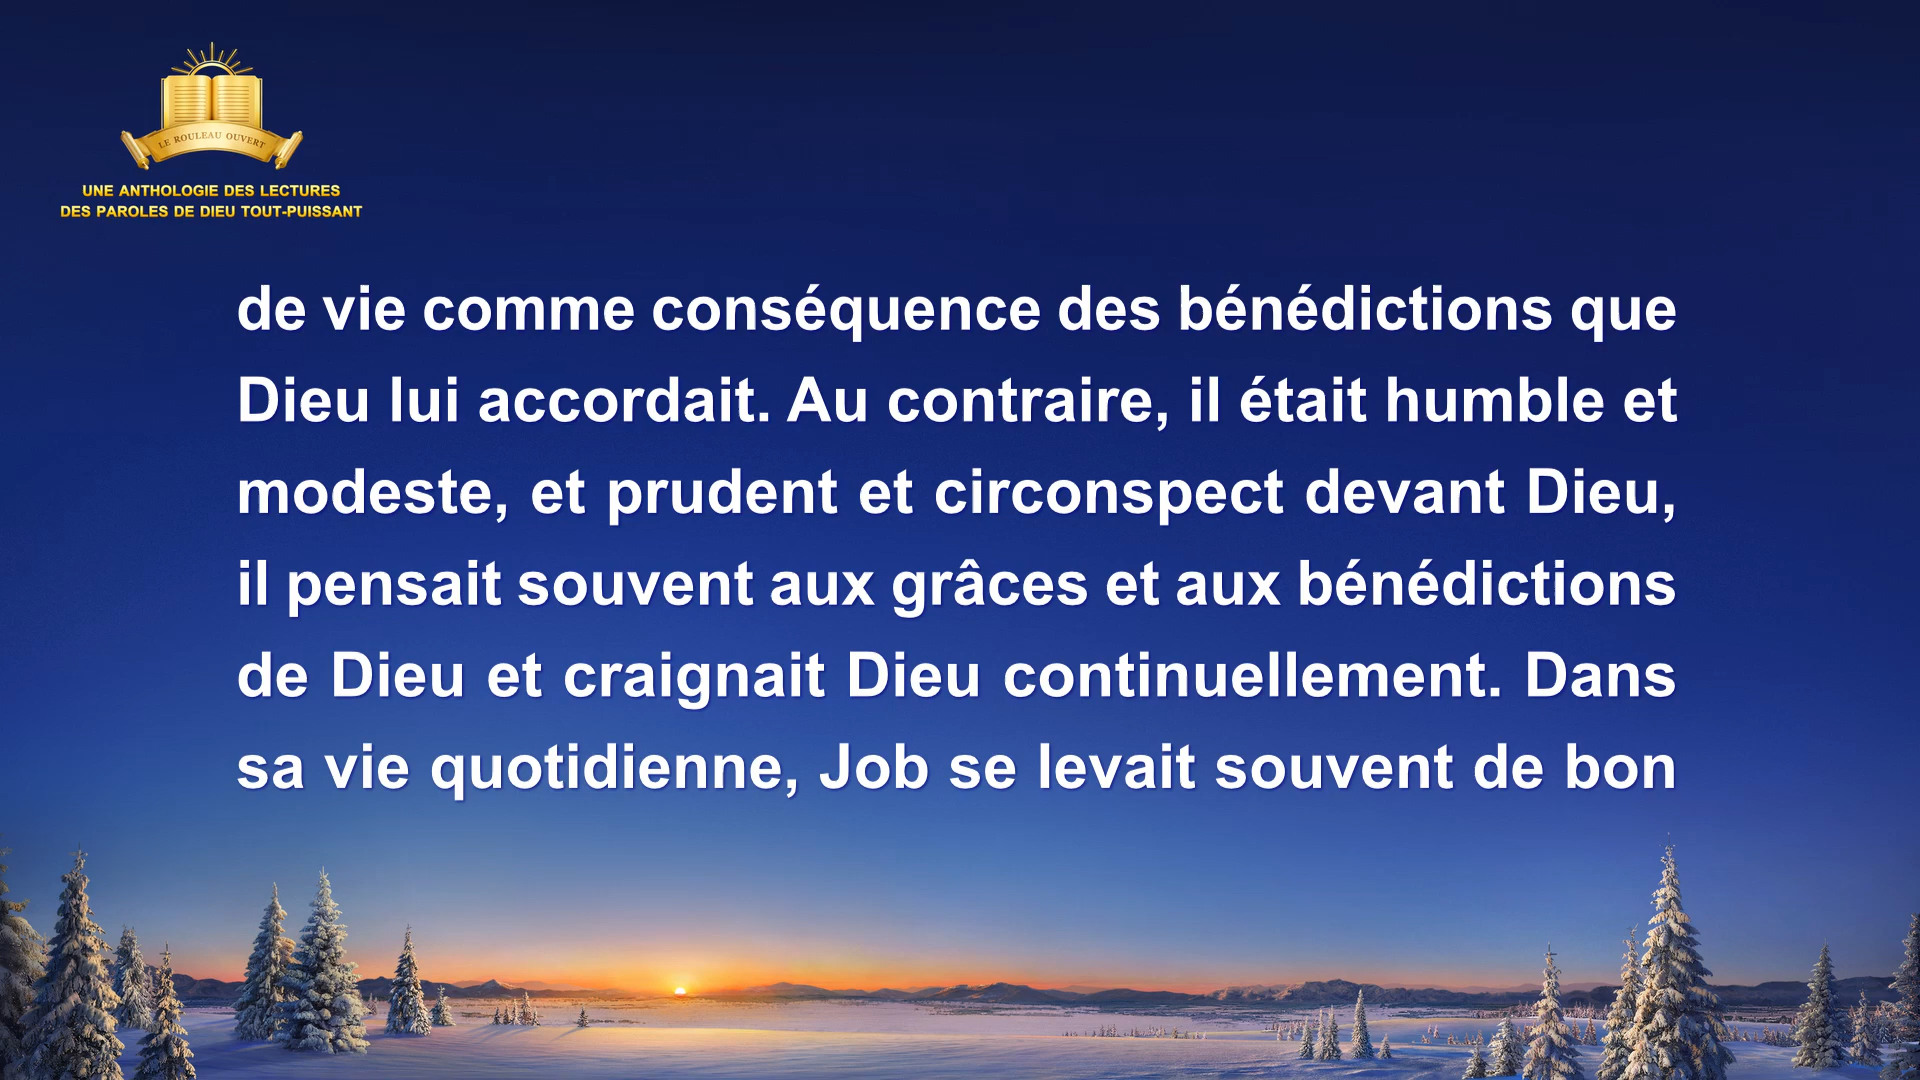 LE ROULEAU OUVERT
UNE ANTHOLOGIE DES LECTURES
DES PAROLES DE DIEU TOUT-PUISSANT
de vie comme conséquence des bénédictions que
Dieu lui accordait. Au contraire, il était humble et
modeste, et prudent et circonspect devant Dieu,
il pensait souvent aux grâces et aux bénédictions
de Dieu et craignait Dieu continuellement. Dans
sa vie quotidienne, Job se levait souvent de bon